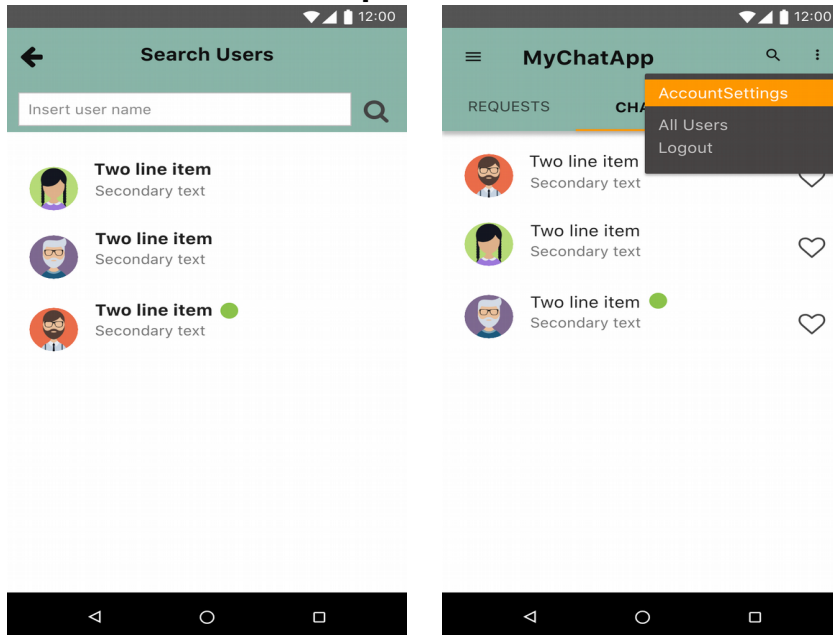 12:00
Search Users
Insert user name
Two line item
Secondary text
Two line item
Secondary text
Two line item
Secondary text
12:00
MyChatApp
AccountSettings
All Users
Logout
REQUESTS
CHA
Two line item
Secondary text
Two line item
Secondary text
Two line item
Secondary text